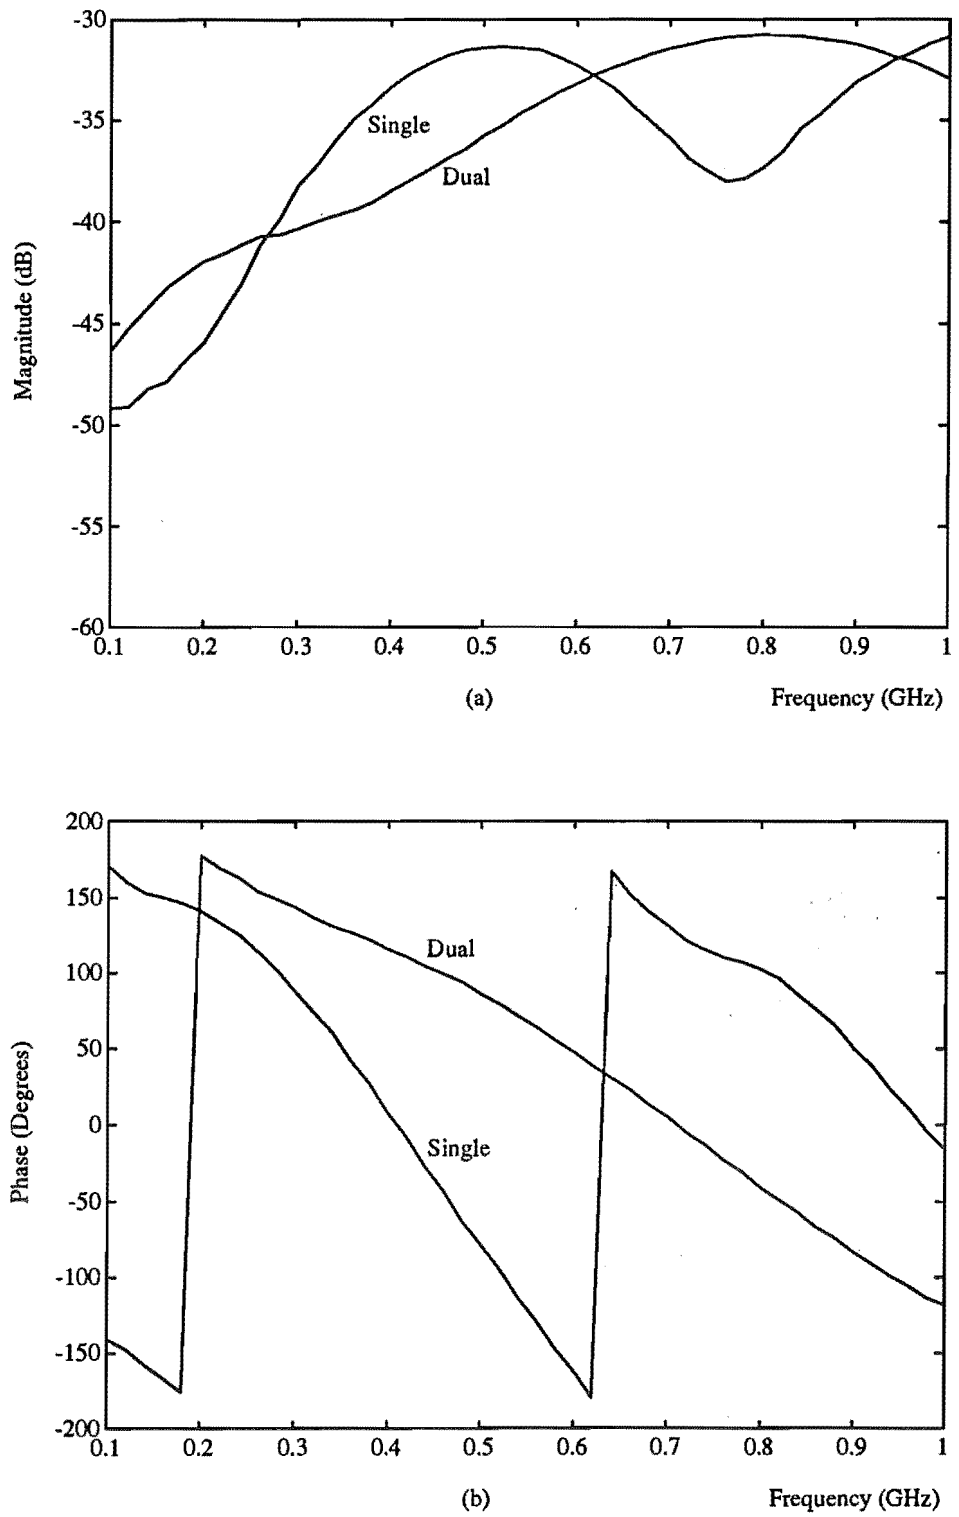 -30
-35
-40
-45
-50
-55
-60
Magnitude (dB)
Single
Dual
0.1 0.2 0.3 0.4 0.5 0.6 0.7 0.8 0.9 1
(a) Frequency (GHz)
200
150
100
50
0
-50
-100
-150
-200
Phase (Degrees)
Dual
Single
0.1 0.2 0.3 0.4 0.5 0.6 0.7 0.8 0.9 1
(b) Frequency (GHz)